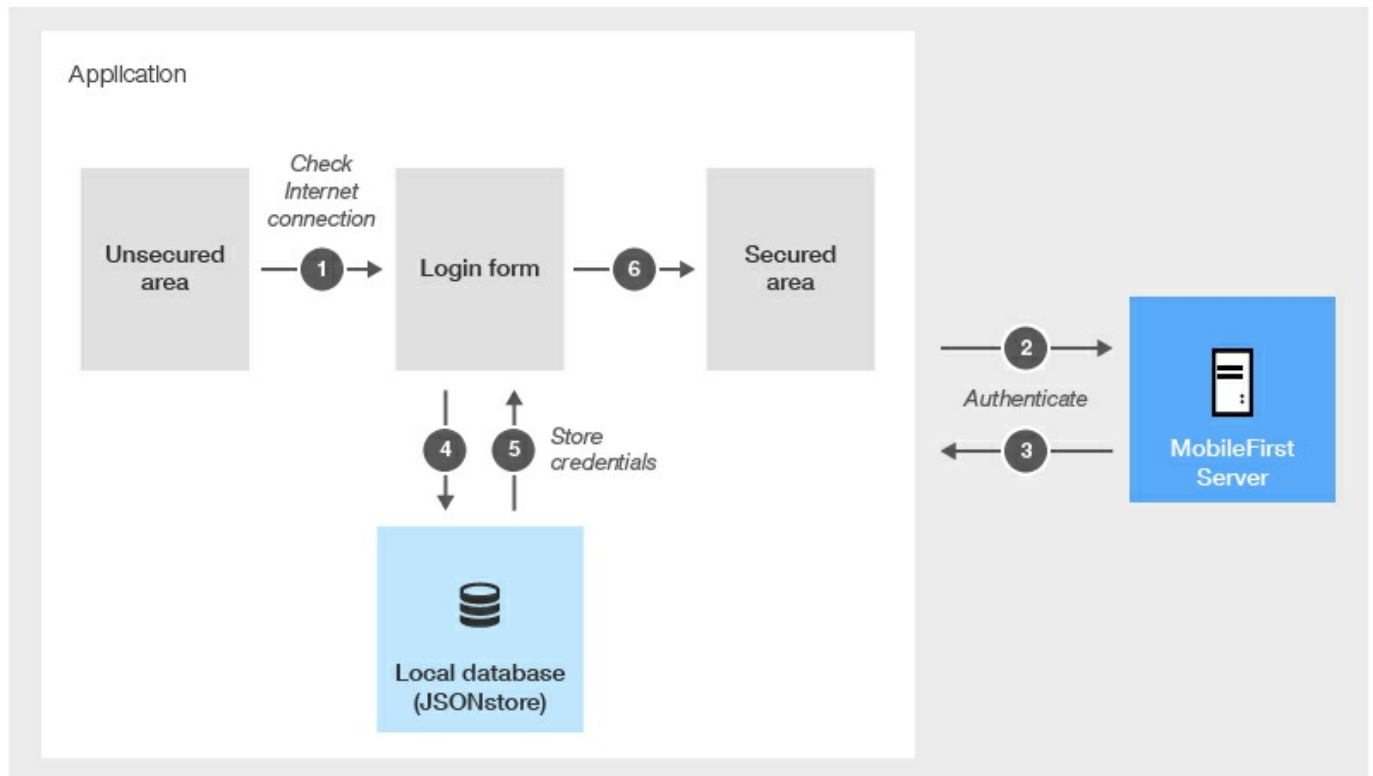 Application
Check
Internet
connection
Unsecured
area
1
Login form
6
Secured
area
2
Authenticate
3
MobileFirst
Server
4
5
Store
credentials
Local database
(JSONstore)